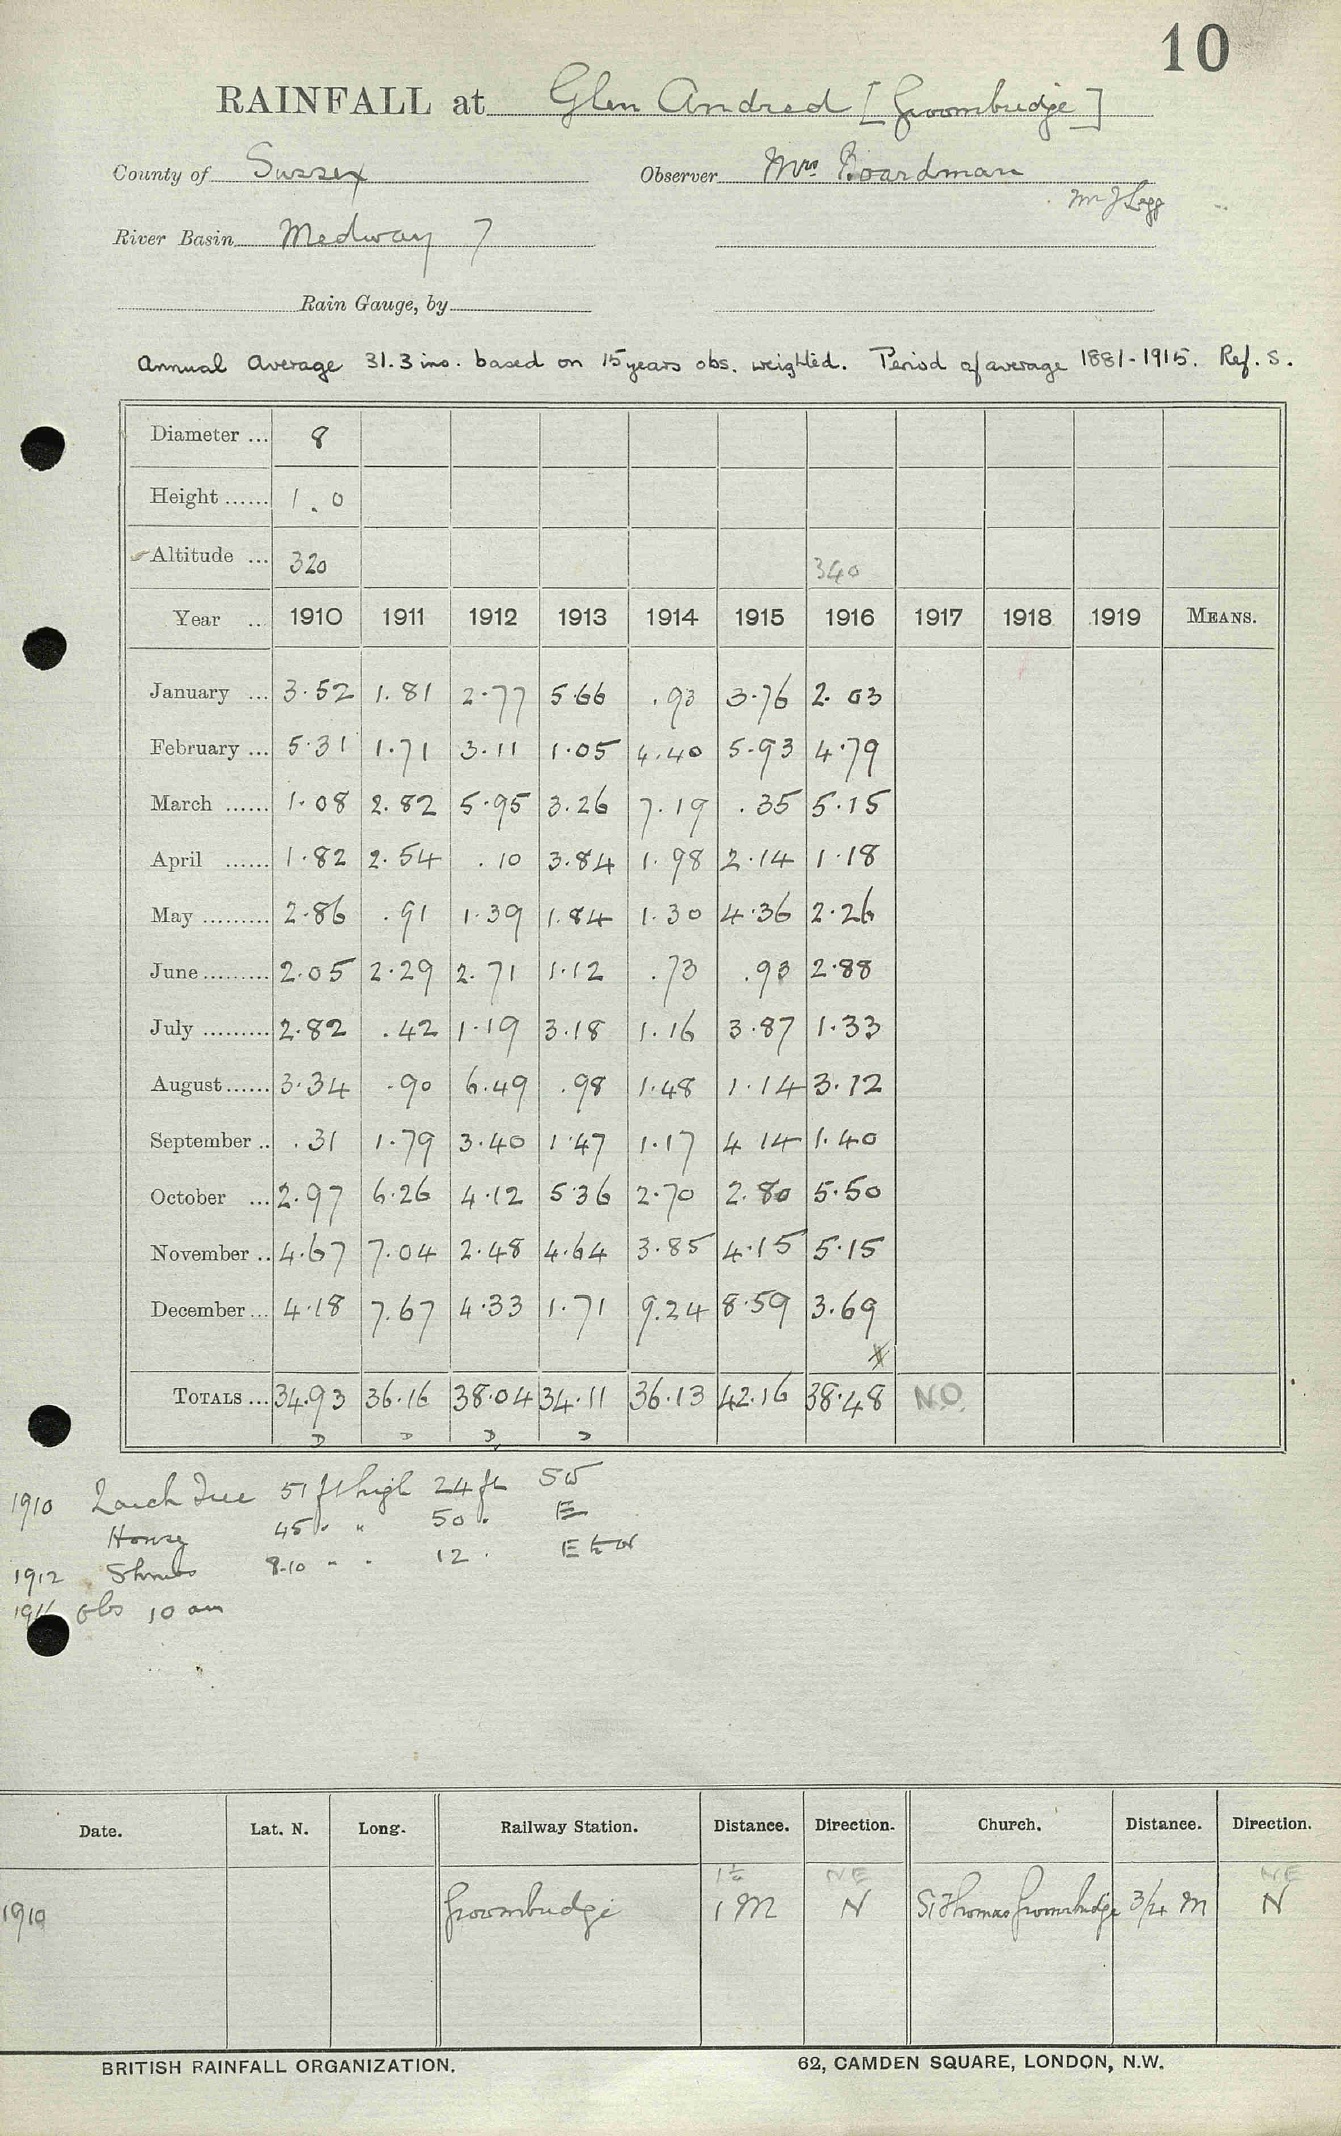 10
RAINFALL at Glen Andred [Groombridge]
County of Sussex Observer Mrs Boardman
Mr J Legg
River Basin Medway 7
Rain Gauge, by
Annual Average 31.3 ins. based on 15 years obs. weighted. Period of average 1881-1915. Ref. S.
Diameter ... 8
Height ...... 1.0
Altitude ... 320 340
Year .. 1910 1911 1912 1913 1914 1915 1916 1917 1918 1919 MEANS.
January ... 3.52 1.81 2.77 5.66 .93 3.76 2.03
February ... 5.31 1.71 3.11 1.05 4.40 5.93 4.79
March ...... 1.08 2.82 5.95 3.26 7.19 .35 5.15
April ...... 1.82 2.54 .10 3.84 1.98 2.14 1.18
May ......... 2.86 .91 1.39 1.84 1.30 4.36 2.26
June ......... 2.05 2.29 2.71 1.12 .73 .93 2.88
July ......... 2.82 .42 1.19 3.18 1.16 3.87 1.33
August ...... 3.34 .90 6.49 .98 1.48 1.14 3.12
September .. .31 1.79 3.40 1.47 1.17 4 14 1.40
October ... 2.97 6.26 4.12 5.36 2.70 2.80 5.50
November .. 4.67 7.04 2.48 4.64 3.85 4.15 5.15
December ... 4.18 7.67 4.33 1.71 9.24 8.59 3.69
TOTALS ... 34.93 36.16 38.04 34.11 36.13 42.16 38.48 N.O.
D D D D
1910 Larch Tree 51 ft high 24 ft SW
House 45 " " 50 " E
1912 Shrubs 8-10 " " 12 " E to W
Obs 10 am
Date. Lat. N. Long. Railway Station. Distance. Direction. Church. Distance. Direction.
1½ NE NE
1910 Groombridge 1 M N St Thomas Groombridge 3/4 M N
BRITISH RAINFALL ORGANIZATION. 62, CAMDEN SQUARE, LONDON, N.W.